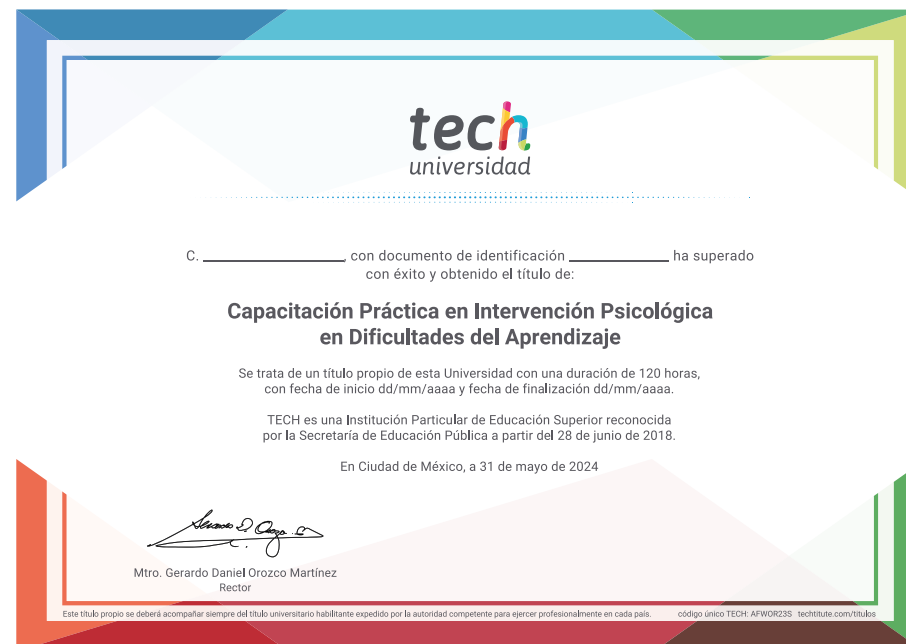 tech
universidad
C. ____________________, con documento de identificación ______________ ha superado
con éxito y obtenido el título de:
Capacitación Práctica en Intervención Psicológica
en Dificultades del Aprendizaje
Se trata de un título propio de esta Universidad con una duración de 120 horas,
con fecha de inicio dd/mm/aaaa y fecha de finalización dd/mm/aaaa.
TECH es una Institución Particular de Educación Superior reconocida
por la Secretaría de Educación Pública a partir del 28 de junio de 2018.
En Ciudad de México, a 31 de mayo de 2024
Mtro. Gerardo Daniel Orozco Martínez
Rector
Este título propio se deberá acompañar siempre del título universitario habilitante expedido por la autoridad competente para ejercer profesionalmente en cada país. código único TECH: AFWOR23S techtitute.com/titulos